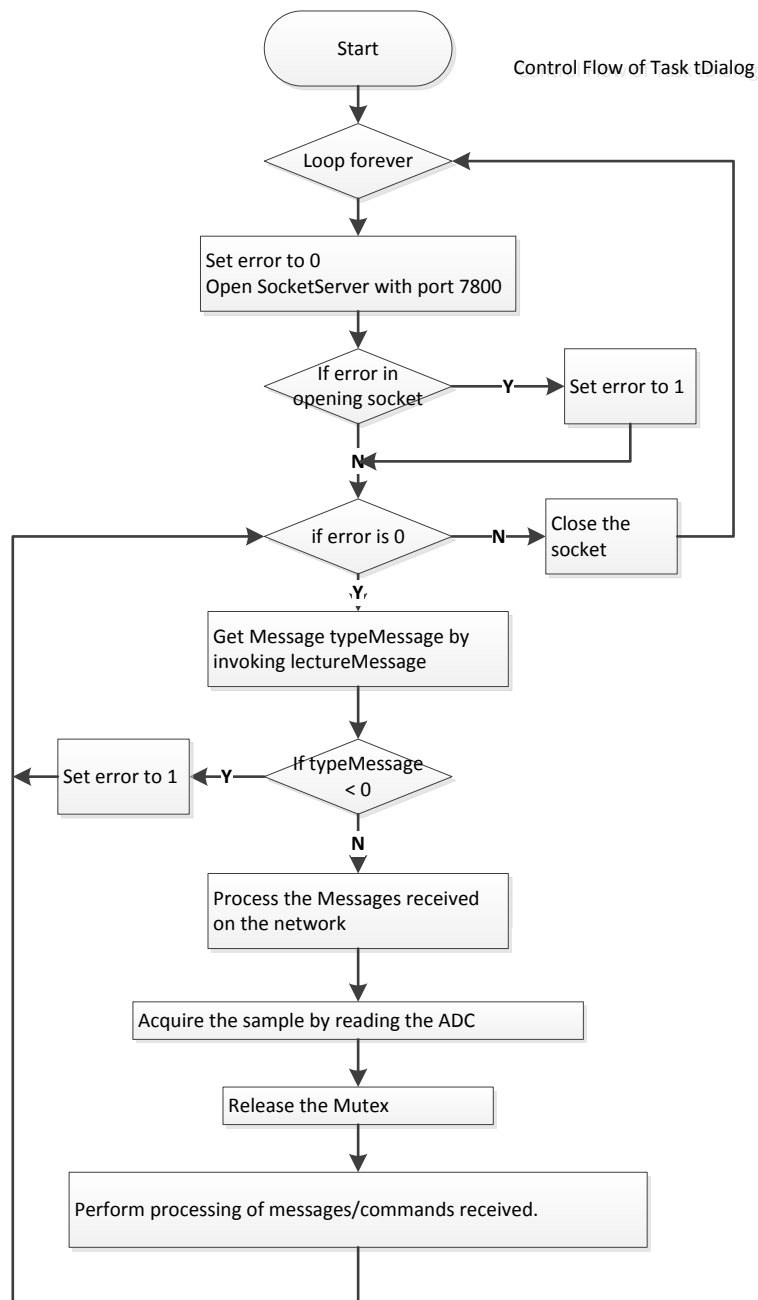 Start
Control Flow of Task tDialog
Loop forever
Set error to 0
Open SocketServer with port 7800
If error in
opening socket
Y
Set error to 1
N
if error is 0
N
Close the
socket
Y
Get Message typeMessage by
invoking lectureMessage
If typeMessage
< 0
Y
Set error to 1
N
Process the Messages received
on the network
Acquire the sample by reading the ADC
Release the Mutex
Perform processing of messages/commands received.